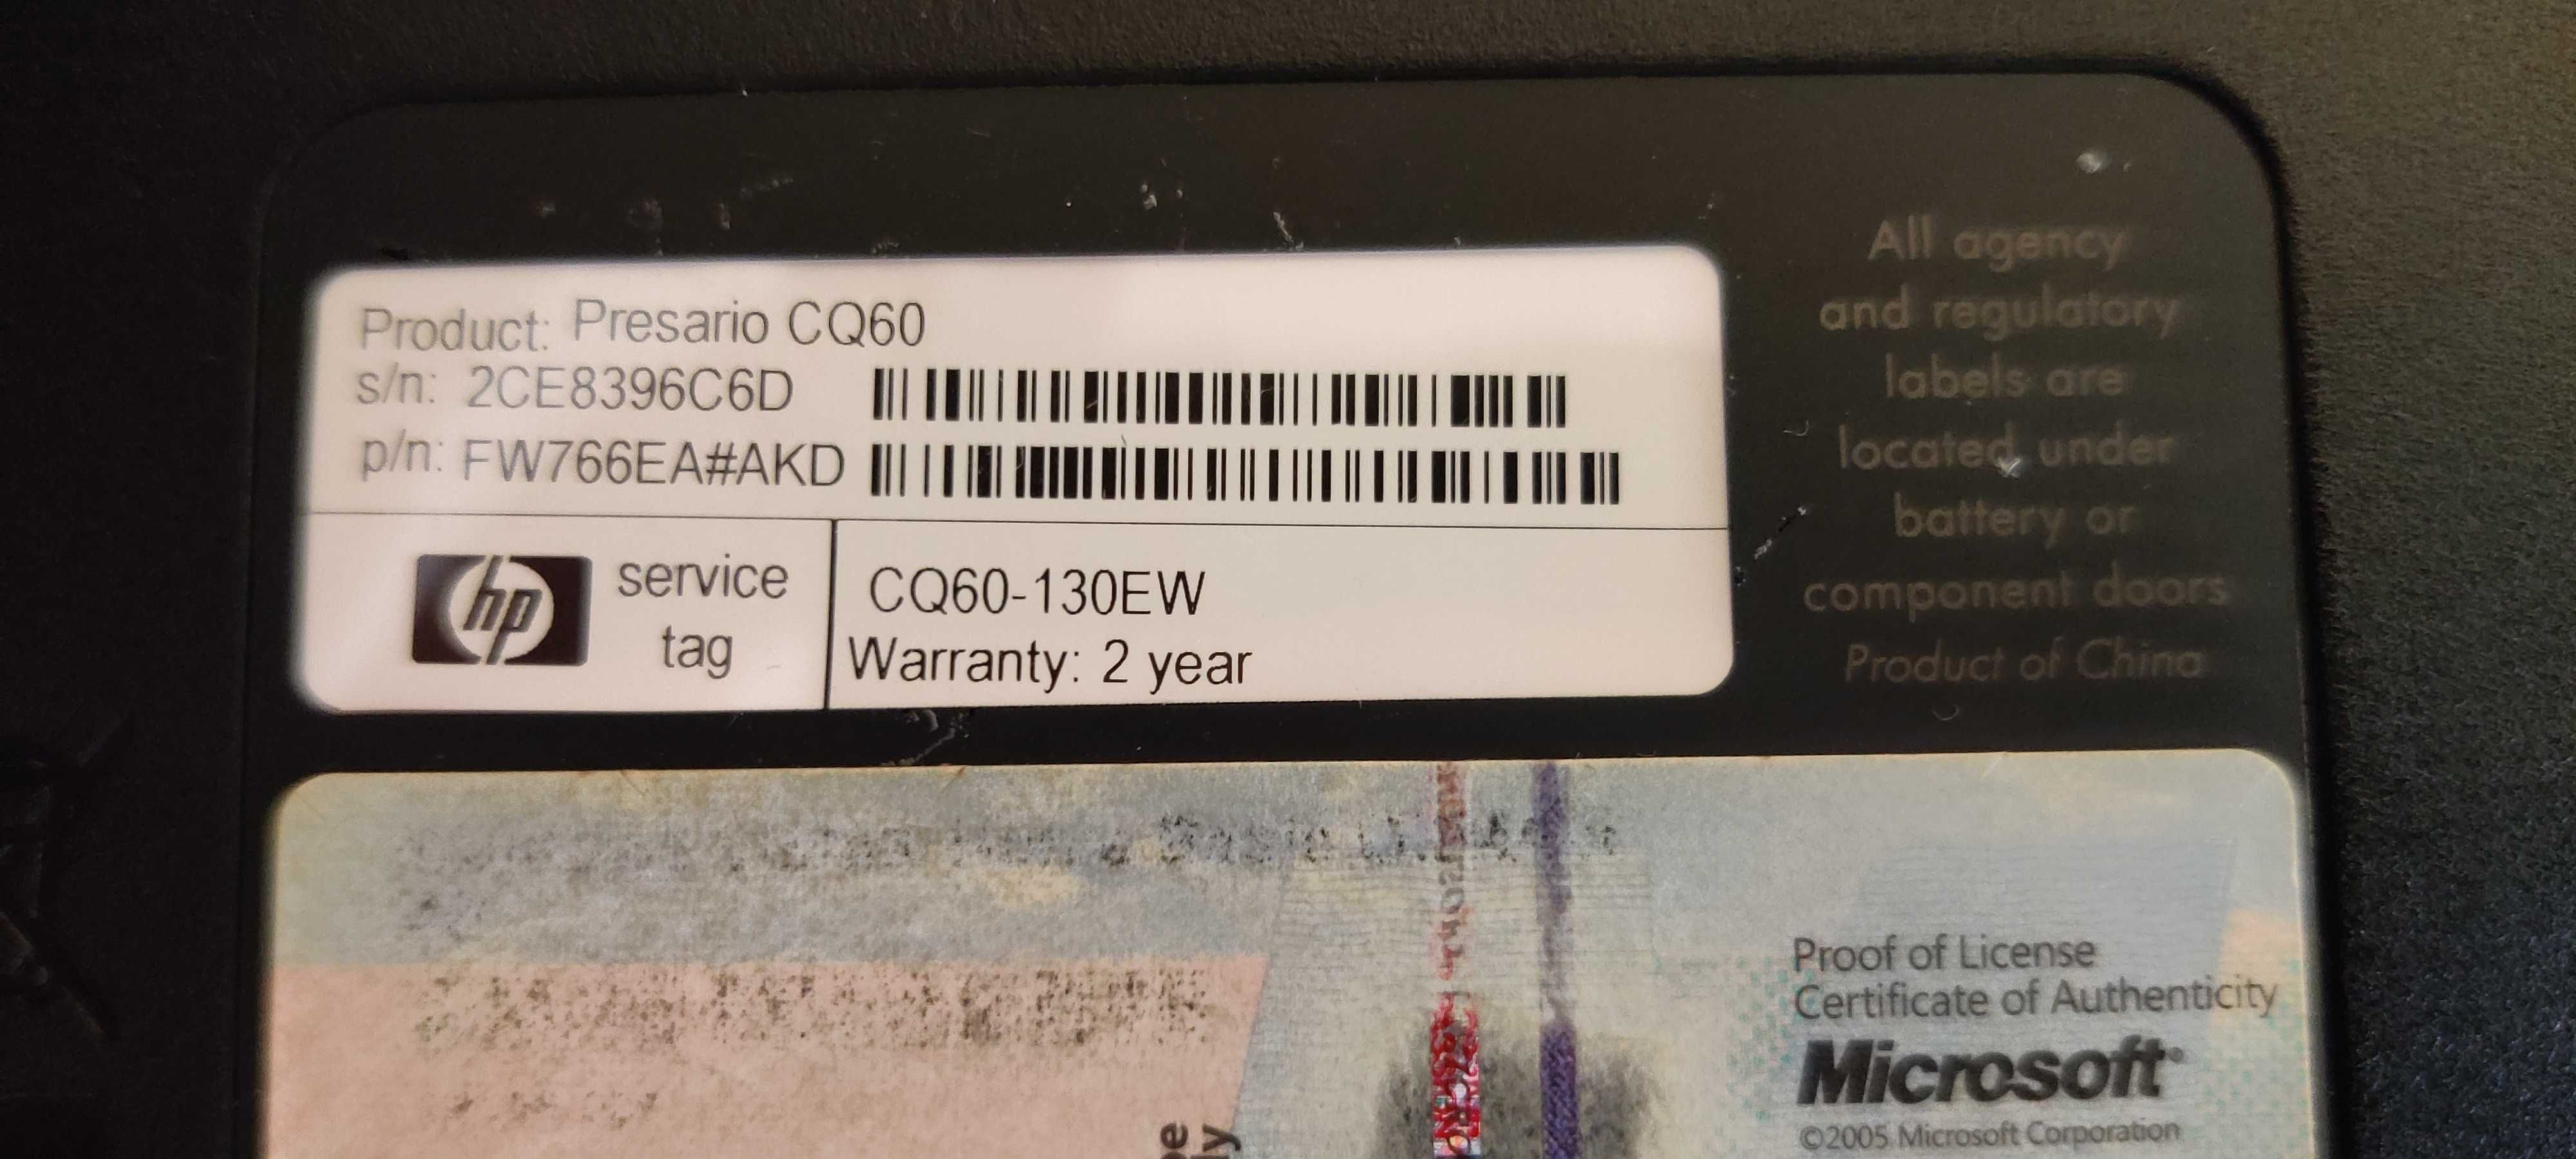 Product: Presario CQ60
s/n: 2CE8396C6D
p/n: FW766EA#AKD
hp
service
tag
CQ60-130EW
Warranty: 2 year
All agency
and regulatory
labels are
located under
battery or
component doors
Product of China
Proof of License
Certificate of Authenticity
Microsoft®
©2005 Microsoft Corporation